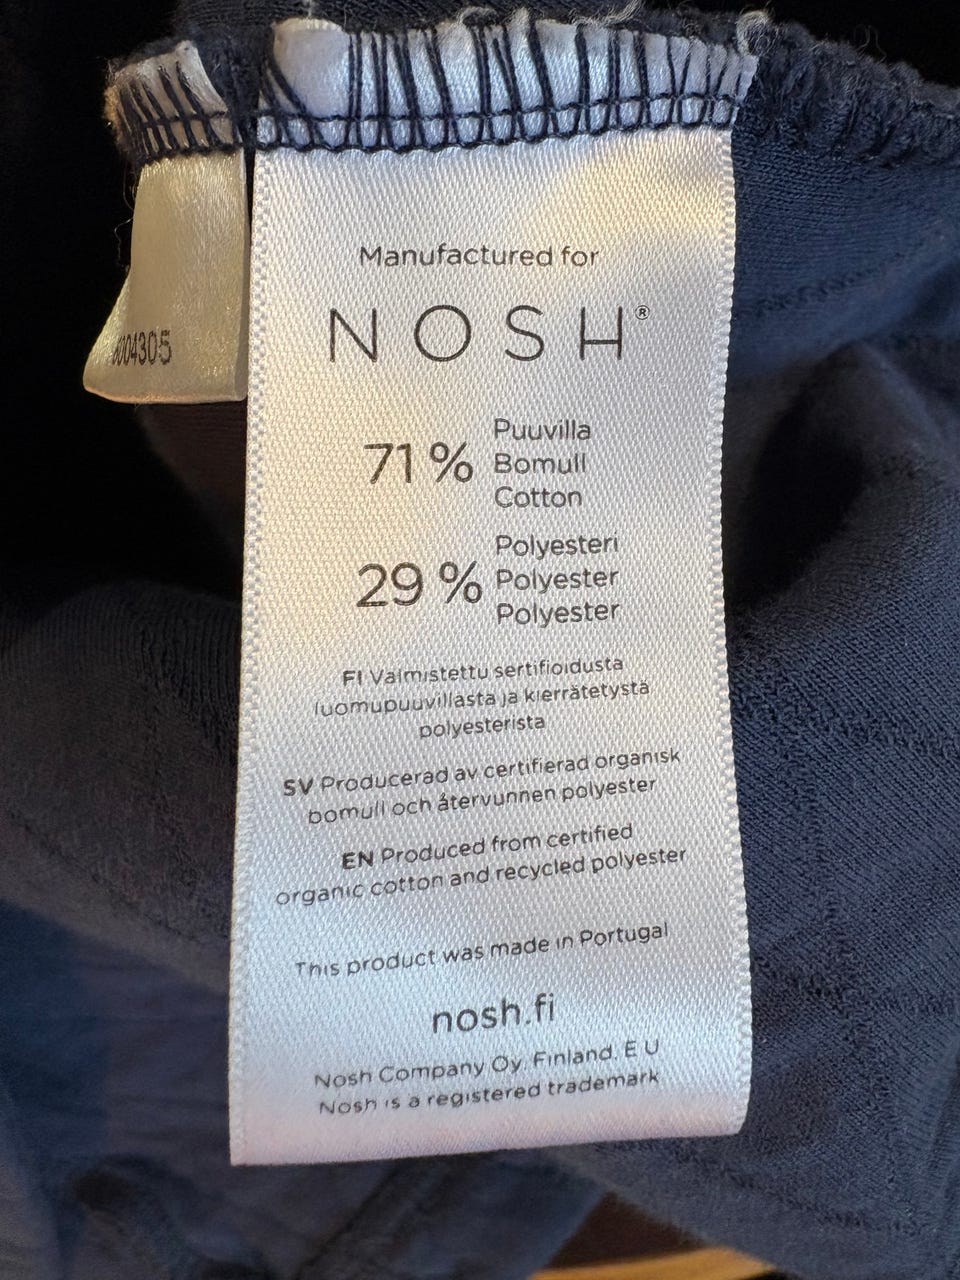 Manufactured for
NOSH®
71 % Puuvilla
Bomull
Cotton
29 % Polyesteri
Polyester
Polyester
FI Valmistettu sertifioidusta
luomupuuvillasta ja kierrätetystä
polyesterista
SV Producerad av certifierad organisk
bomull och återvunnen polyester
EN Produced from certified
organic cotton and recycled polyester
This product was made in Portugal
nosh.fi
Nosh Company Oy. Finland. E U
Nosh is a registered trademark